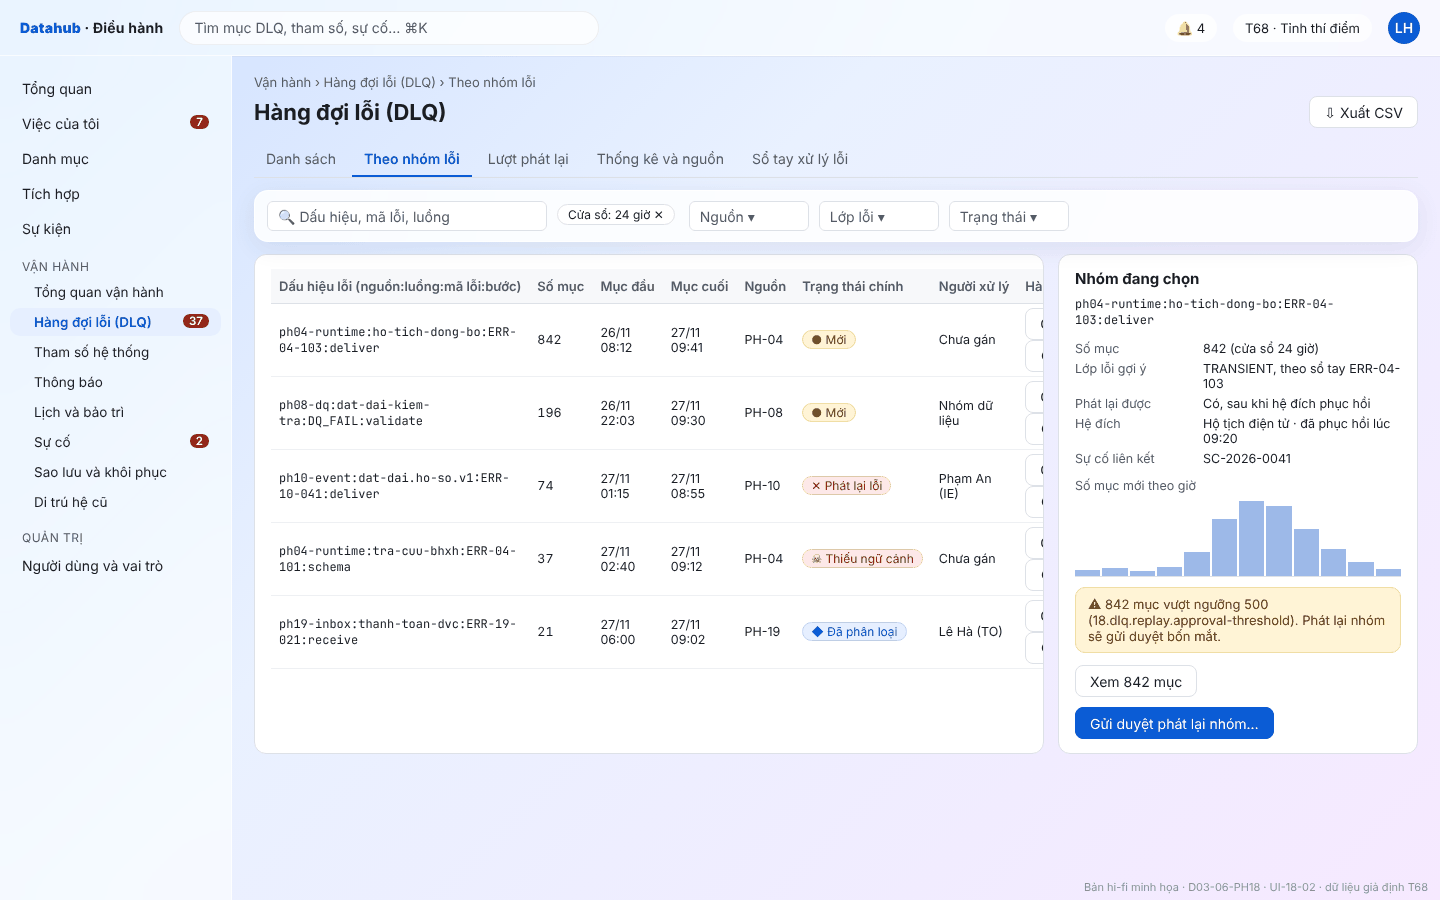 Datahub · Điều hành
Tìm mục DLQ, tham số, sự cố... ⌘K
4
T68 · Tỉnh thí điểm
LH
Tổng quan
Việc của tôi 7
Danh mục
Tích hợp
Sự kiện
VẬN HÀNH
Tổng quan vận hành
Hàng đợi lỗi (DLQ) 37
Tham số hệ thống
Thông báo
Lịch và bảo trì
Sự cố 2
Sao lưu và khôi phục
Di trú hệ cũ
QUẢN TRỊ
Người dùng và vai trò
Vận hành › Hàng đợi lỗi (DLQ) › Theo nhóm lỗi
Hàng đợi lỗi (DLQ)
⇩ Xuất CSV
Danh sách Theo nhóm lỗi Lượt phát lại Thống kê và nguồn Sổ tay xử lý lỗi
Dấu hiệu, mã lỗi, luồng
Cửa sổ: 24 giờ ✕
Nguồn ▾
Lớp lỗi ▾
Trạng thái ▾
Dấu hiệu lỗi (nguồn:luồng:mã lỗi:bước) Số mục Mục đầu Mục cuối Nguồn Trạng thái chính Người xử lý Hà
ph04-runtime:ho-tich-dong-bo:ERR-
04-103:deliver
842
26/11
08:12
27/11
09:41
PH-04
● Mới
Chưa gán
ph08-dq:dat-dai-kiem-
tra:DQ_FAIL:validate
196
26/11
22:03
27/11
09:30
PH-08
● Mới
Nhóm dữ
liệu
ph10-event:dat-dai.ho-so.v1:ERR-
10-041:deliver
74
27/11
01:15
27/11
08:55
PH-10
✕ Phát lại lỗi
Phạm An
(IE)
ph04-runtime:tra-cuu-bhxh:ERR-04-
101:schema
37
27/11
02:40
27/11
09:12
PH-04
☠ Thiếu ngữ cảnh
Chưa gán
ph19-inbox:thanh-toan-dvc:ERR-19-
021:receive
21
27/11
06:00
27/11
09:02
PH-19
◆ Đã phân loại
Lê Hà (TO)
Nhóm đang chọn
ph04-runtime:ho-tich-dong-bo:ERR-04-
103:deliver
Số mục 842 (cửa sổ 24 giờ)
Lớp lỗi gợi ý TRANSIENT, theo sổ tay ERR-04-
103
Phát lại được Có, sau khi hệ đích phục hồi
Hệ đích Hộ tịch điện tử · đã phục hồi lúc
09:20
Sự cố liên kết SC-2026-0041
Số mục mới theo giờ
⚠ 842 mục vượt ngưỡng 500
(18.dlq.replay.approval-threshold). Phát lại nhóm
sẽ gửi duyệt bốn mắt.
Xem 842 mục
Gửi duyệt phát lại nhóm...
Bản hi-fi minh họa · D03-06-PH18 · UI-18-02 · dữ liệu giả định T68